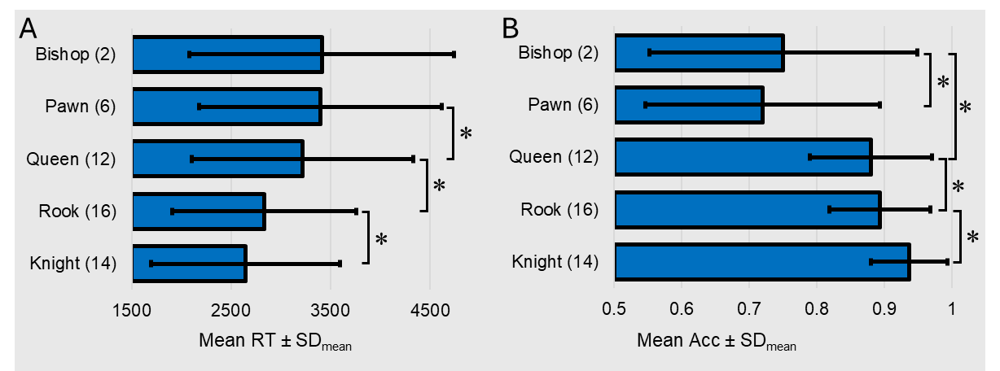 A
Bishop (2)
Pawn (6)
Queen (12)
Rook (16)
Knight (14)
*
*
*
1500 2500 3500 4500
Mean RT ± SDmean
B
Bishop (2)
Pawn (6)
Queen (12)
Rook (16)
Knight (14)
*
*
*
*
0.5 0.6 0.7 0.8 0.9 1
Mean Acc ± SDmean